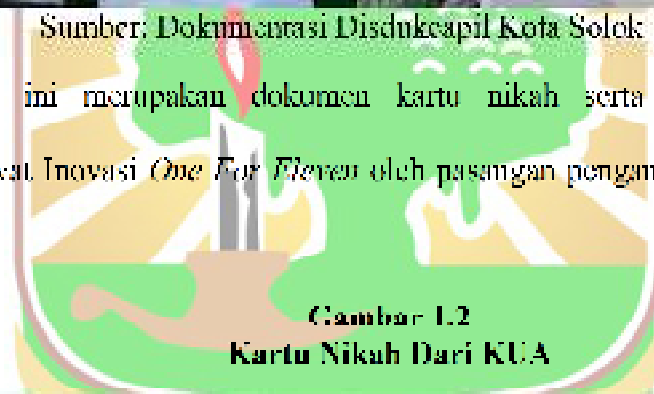 Sumber: Dokumentasi Disdukcapil Kota Solok
ini merupakan dokumen kartu nikah serta
wat Inovasi One For Eleven oleh pasangan pengan
Gambar 1.2
Kartu Nikah Dari KUA